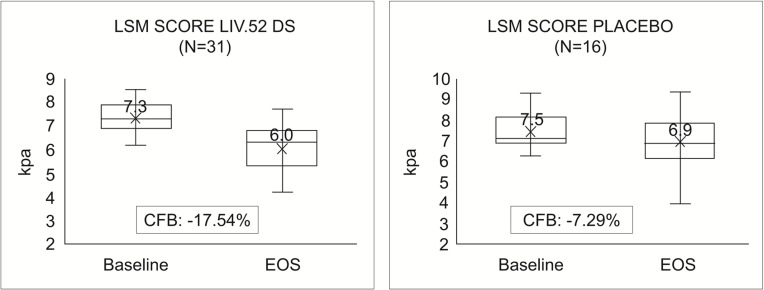 LSM SCORE LIV.52 DS
(N=31)
kpa
9
8
7
6
5
4
3
2
7.3
6.0
CFB: -17.54%
Baseline
EOS
LSM SCORE PLACEBO
(N=16)
kpa
10
9
8
7
6
5
4
3
2
7.5
6.9
CFB: -7.29%
Baseline
EOS